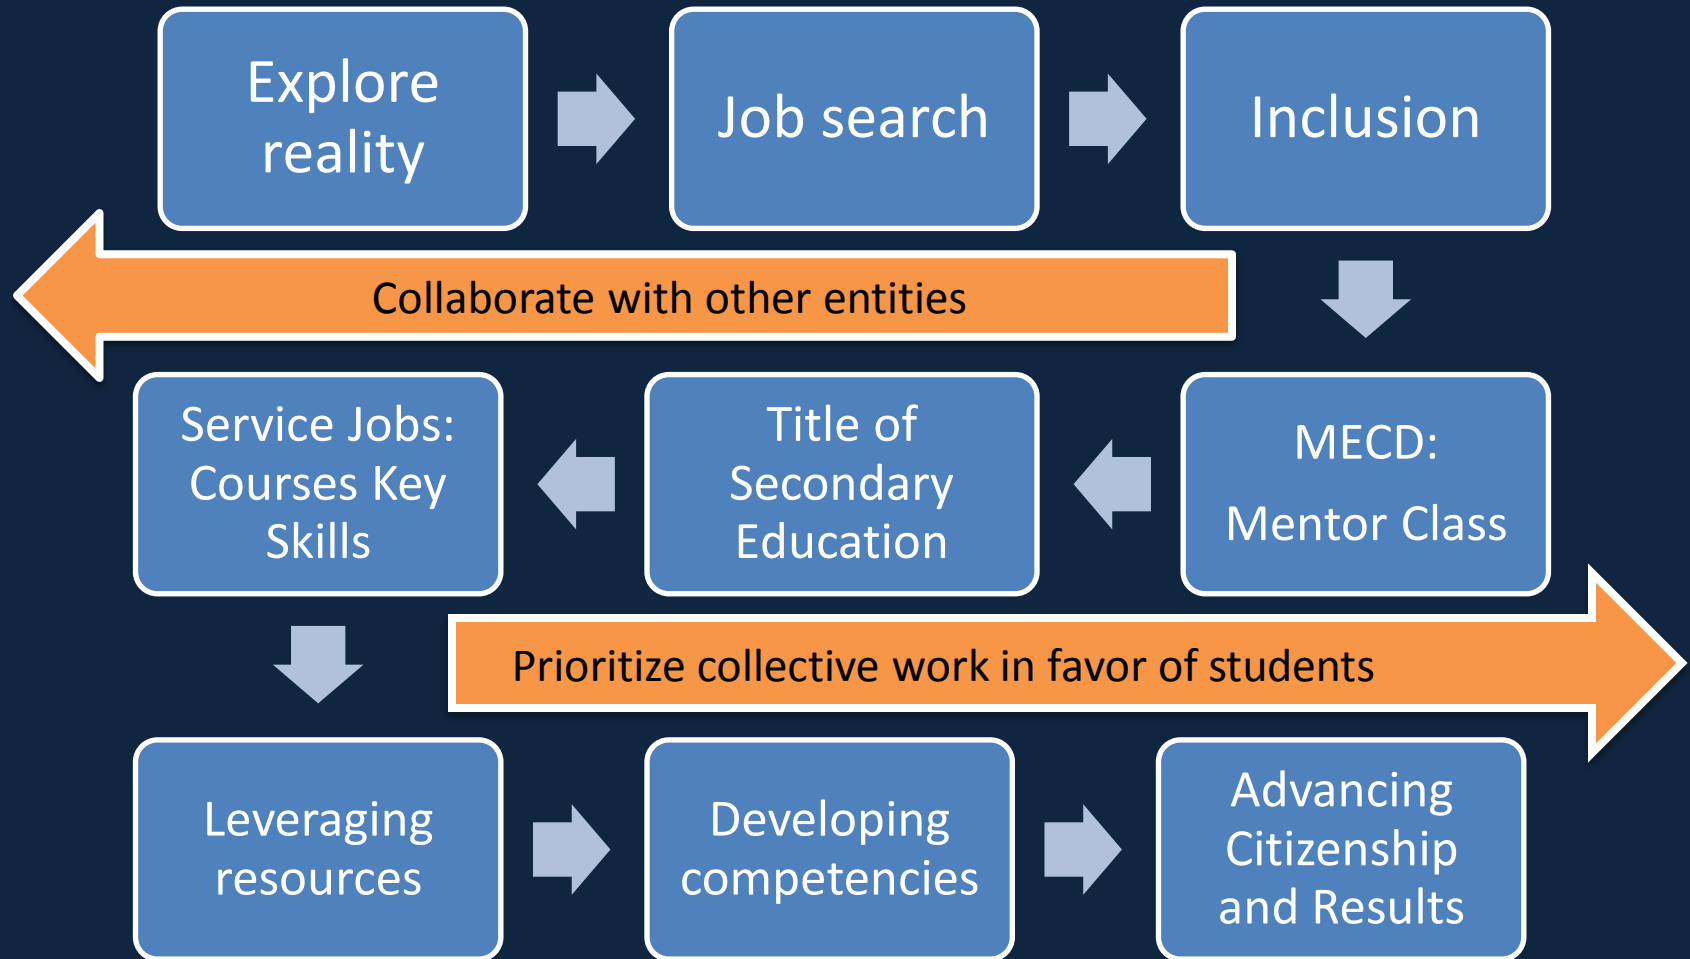 Explore
reality
Job search
Inclusion
Collaborate with other entities
Service Jobs:
Courses Key
Skills
Title of
Secondary
Education
MECD:
Mentor Class
Prioritize collective work in favor of students
Leveraging
resources
Developing
competencies
Advancing
Citizenship
and Results